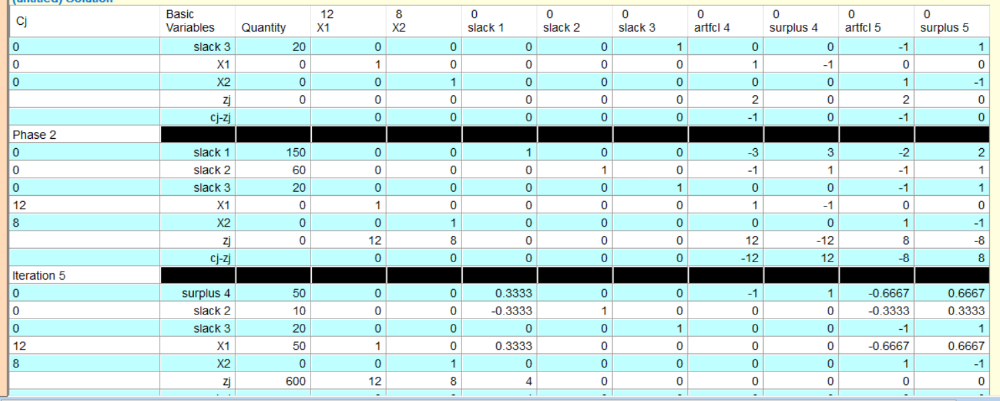 (untitled) Solution
Cj Basic Variables Quantity 12 X1 8 X2 0 slack 1 0 slack 2 0 slack 3 0 artfcl 4 0 surplus 4 0 artfcl 5 0 surplus 5
0 slack 3 20 0 0 0 0 1 0 0 -1 1
0 X1 0 1 0 0 0 0 1 -1 0 0
0 X2 0 0 1 0 0 0 0 0 1 -1
zj 0 0 0 0 0 0 2 0 2 0
cj-zj 0 0 0 0 0 -1 0 -1 0
Phase 2
0 slack 1 150 0 0 1 0 0 -3 3 -2 2
0 slack 2 60 0 0 0 1 0 -1 1 -1 1
0 slack 3 20 0 0 0 0 1 0 0 -1 1
12 X1 0 1 0 0 0 0 1 -1 0 0
8 X2 0 0 1 0 0 0 0 0 1 -1
zj 0 12 8 0 0 0 12 -12 8 -8
cj-zj 0 0 0 0 0 -12 12 -8 8
Iteration 5
0 surplus 4 50 0 0 0.3333 0 0 -1 1 -0.6667 0.6667
0 slack 2 10 0 0 -0.3333 1 0 0 0 -0.3333 0.3333
0 slack 3 20 0 0 0 0 1 0 0 -1 1
12 X1 50 1 0 0.3333 0 0 0 0 -0.6667 0.6667
8 X2 0 0 1 0 0 0 0 0 1 -1
zj 600 12 8 4 0 0 0 0 0 0